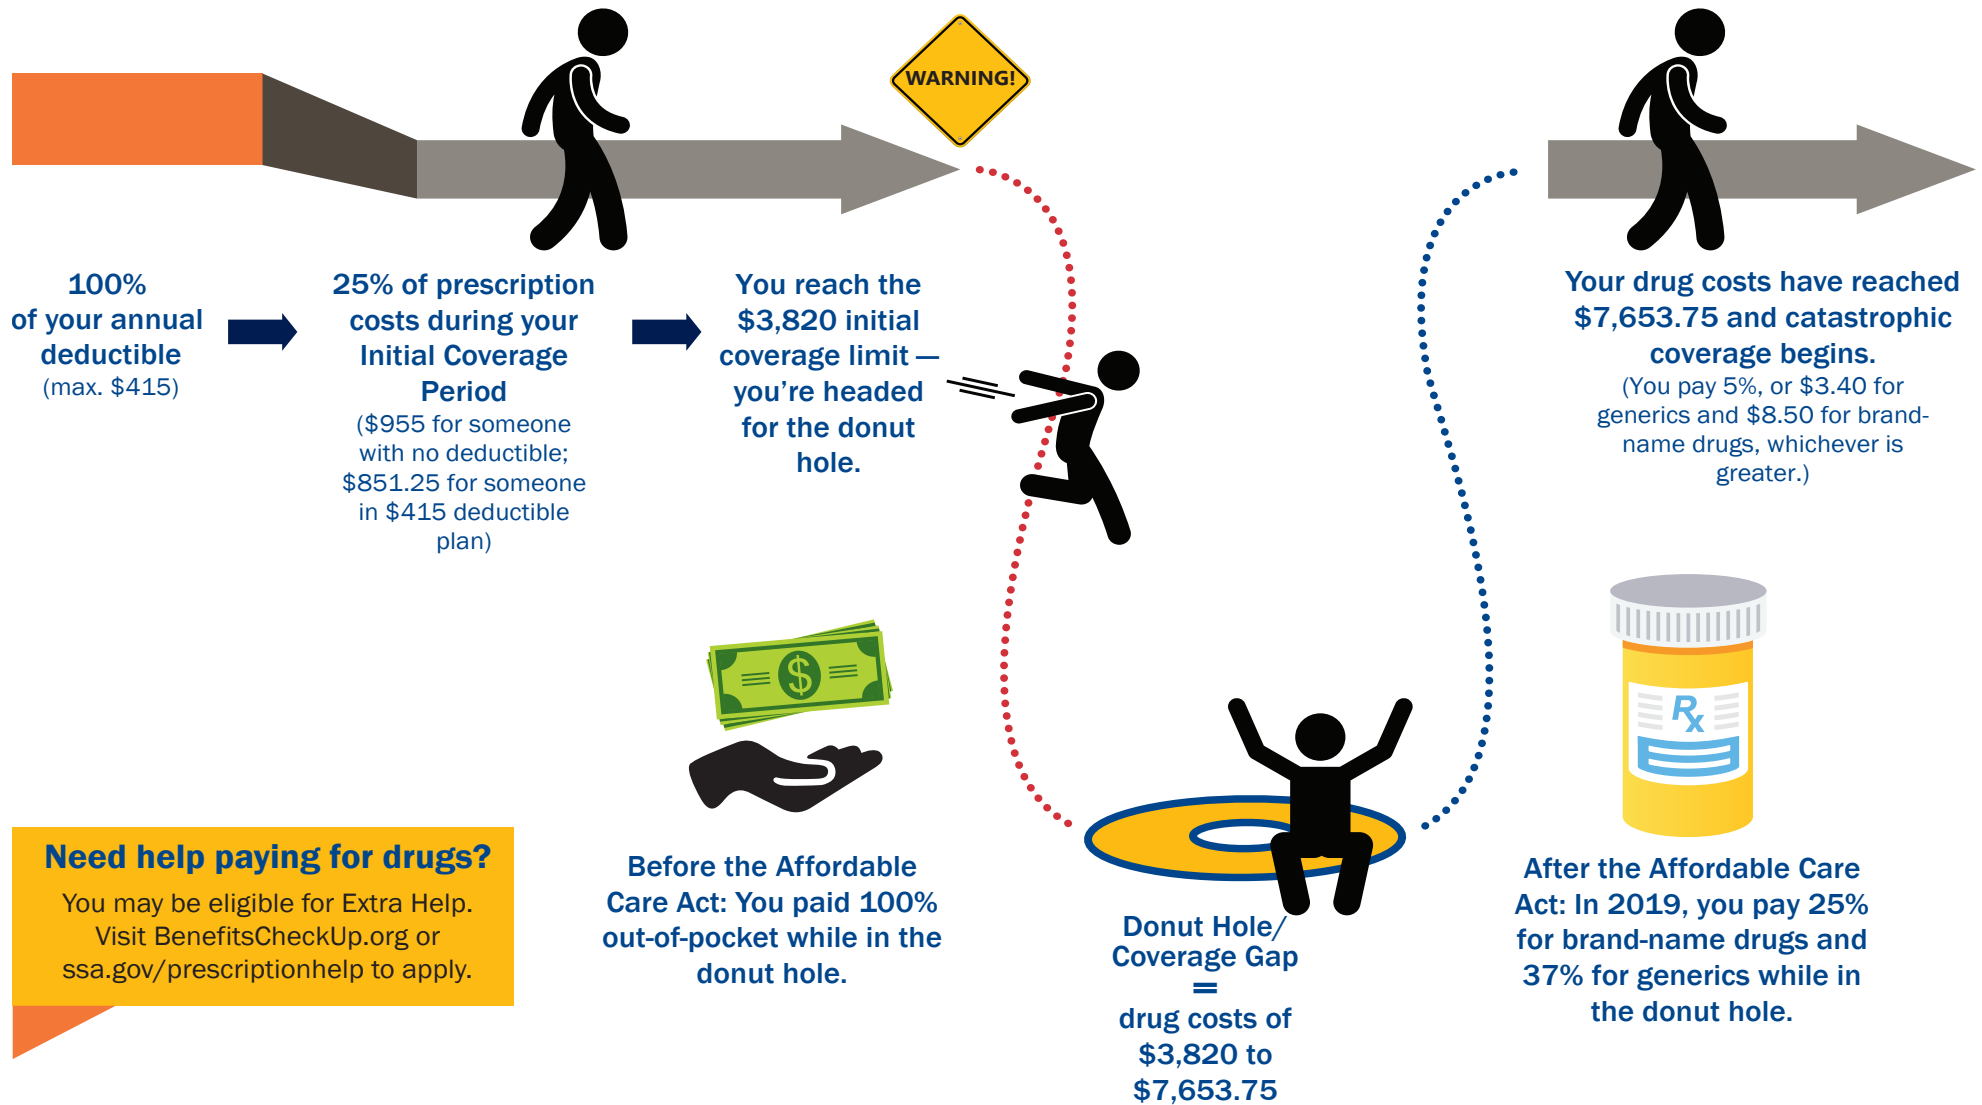 WARNING!
100%
of your annual
deductible
(max. $415)
25% of prescription
costs during your
Initial Coverage
Period
($955 for someone
with no deductible;
$851.25 for someone
in $415 deductible
plan)
You reach the
$3,820 initial
coverage limit —
you’re headed
for the donut
hole.
Your drug costs have reached
$7,653.75 and catastrophic
coverage begins.
(You pay 5%, or $3.40 for
generics and $8.50 for brand-
name drugs, whichever is
greater.)
$
Rx
Need help paying for drugs?
You may be eligible for Extra Help.
Visit BenefitsCheckUp.org or
ssa.gov/prescriptionhelp to apply.
Before the Affordable
Care Act: You paid 100%
out-of-pocket while in the
donut hole.
Donut Hole/
Coverage Gap
=
drug costs of
$3,820 to
$7,653.75
After the Affordable Care
Act: In 2019, you pay 25%
for brand-name drugs and
37% for generics while in
the donut hole.